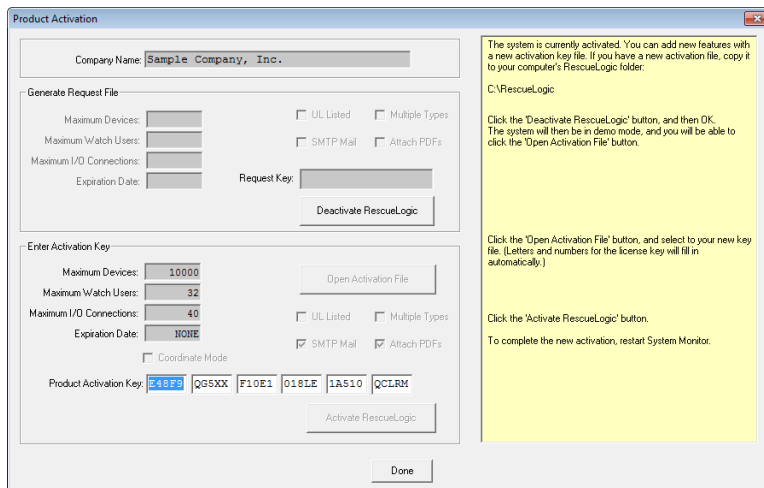 Product Activation
Company Name: Sample Company, Inc.
Generate Request File
Maximum Devices:
UL Listed
Multiple Types
Maximum Watch Users:
SMTP Mail
Attach PDFs
Maximum I/O Connections:
Expiration Date:
Request Key:
Deactivate RescueLogic
Enter Activation Key
Maximum Devices: 10000
Open Activation File
Maximum Watch Users: 32
Maximum I/O Connections: 40
UL Listed
Multiple Types
Expiration Date: NONE
SMTP Mail
Attach PDFs
Coordinate Mode
Product Activation Key: E48F9 QG5XX F10E1 018LE 1A510 QCLRM
Activate RescueLogic
Done
The system is currently activated. You can add new features with
a new activation key file. If you have a new activation file, copy it
to your computer's RescueLogic folder:
C:\RescueLogic
Click the 'Deactivate RescueLogic' button, and then OK.
The system will then be in demo mode, and you will be able to
click the 'Open Activation File' button.
Click the 'Open Activation File' button, and select to your new key
file. (Letters and numbers for the license key will fill in
automatically.)
Click the 'Activate RescueLogic' button.
To complete the new activation, restart System Monitor.